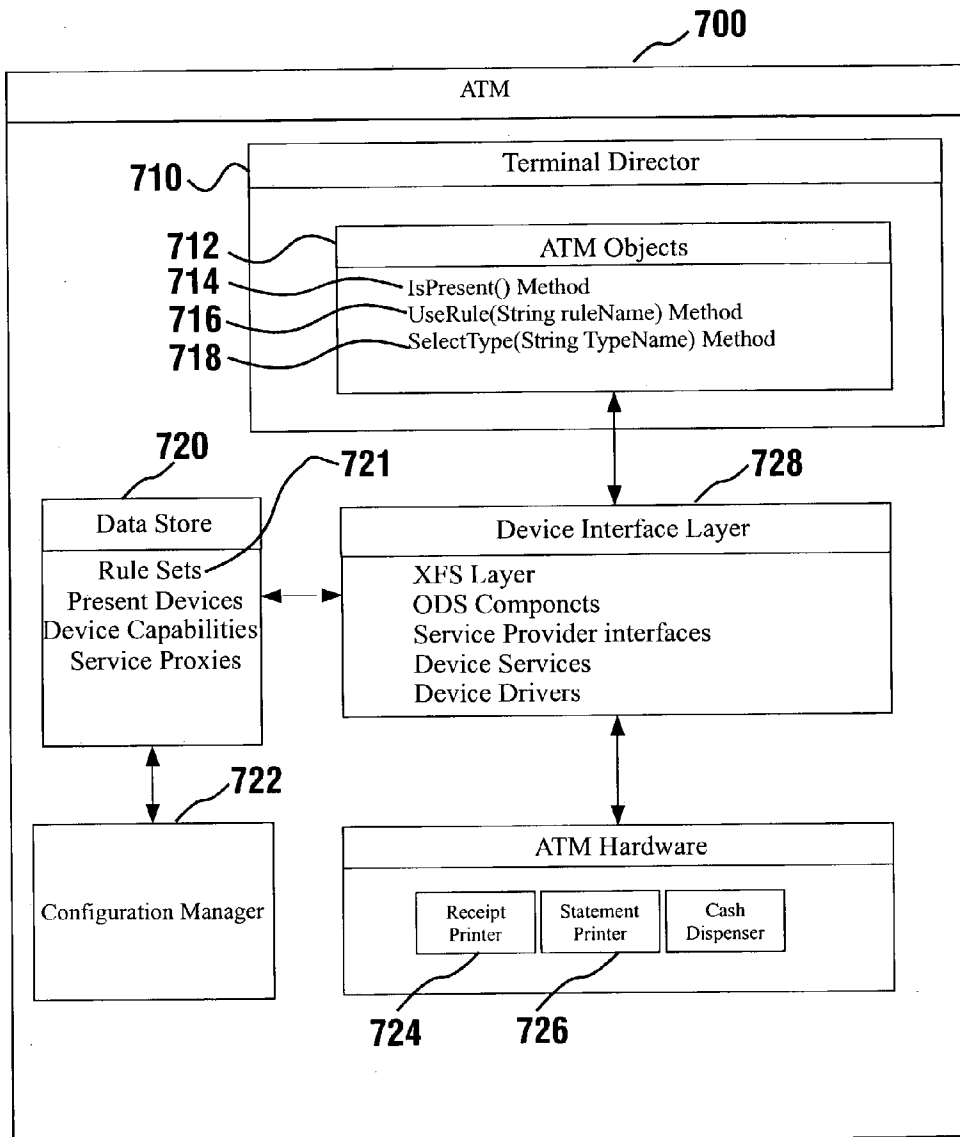 700
ATM
710
Terminal Director
712
ATM Objects
714
IsPresent() Method
716
UseRule(String ruleName) Method
718
SelectType(String TypeName) Method
720
721
728
Data Store
Rule Sets
Present Devices
Device Capabilities
Service Proxies
Device Interface Layer
XFS Layer
ODS Componcts
Service Provider interfaces
Device Services
Device Drivers
722
Configuration Manager
ATM Hardware
Receipt
Printer
Statement
Printer
Cash
Dispenser
724
726